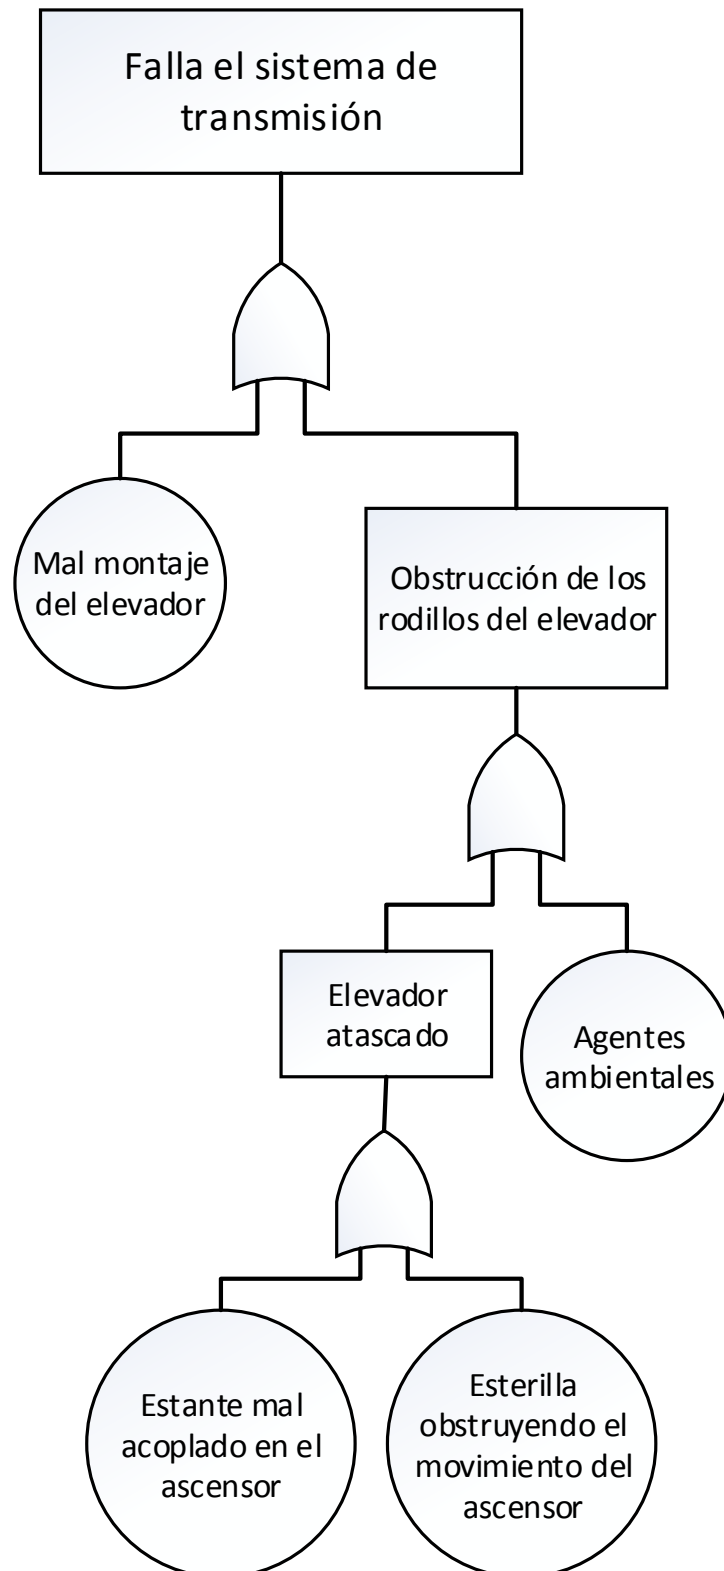 Falla el sistema de
transmisión
Mal montaje
del elevador
Obstrucción de los
rodillos del elevador
Elevador
atascado
Agentes
ambientales
Estante mal
acoplado en el
ascensor
Esterilla
obstruyendo el
movimiento del
ascensor